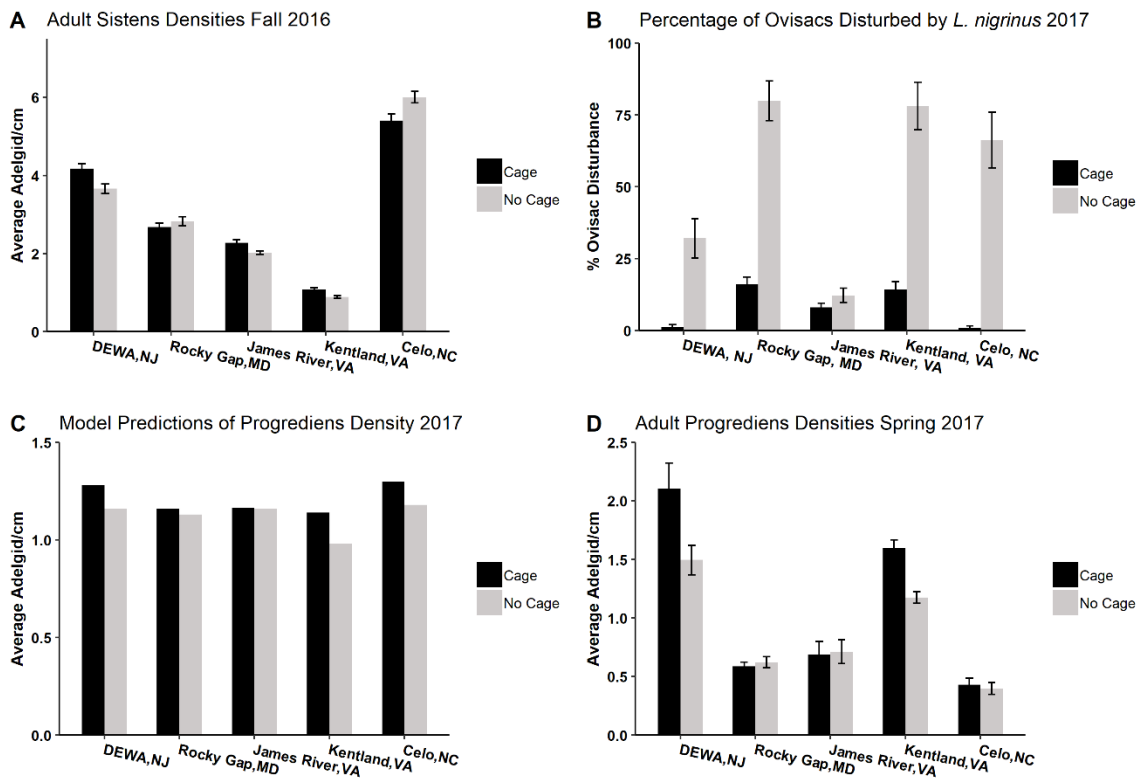 A Adult Sistens Densities Fall 2016
Average Adelgid/cm
6
4
2
0
DEWA,NJ
Rocky Gap,MD
James River,VA
Kentland,VA
Celo,NC
Cage
No Cage
B Percentage of Ovisacs Disturbed by L. nigrinus 2017
% Ovisac Disturbance
100
75
50
25
0
DEWA, NJ
Rocky Gap, MD
James River, VA
Kentland, VA
Celo, NC
Cage
No Cage
C Model Predictions of Progrediens Density 2017
Average Adelgid/cm
1.5
1.0
0.5
0.0
DEWA,NJ
Rocky Gap,MD
James River,VA
Kentland,VA
Celo,NC
Cage
No Cage
D Adult Progrediens Densities Spring 2017
Average Adelgid/cm
2.5
2.0
1.5
1.0
0.5
0.0
DEWA,NJ
Rocky Gap,MD
James River,VA
Kentland,VA
Celo,NC
Cage
No Cage